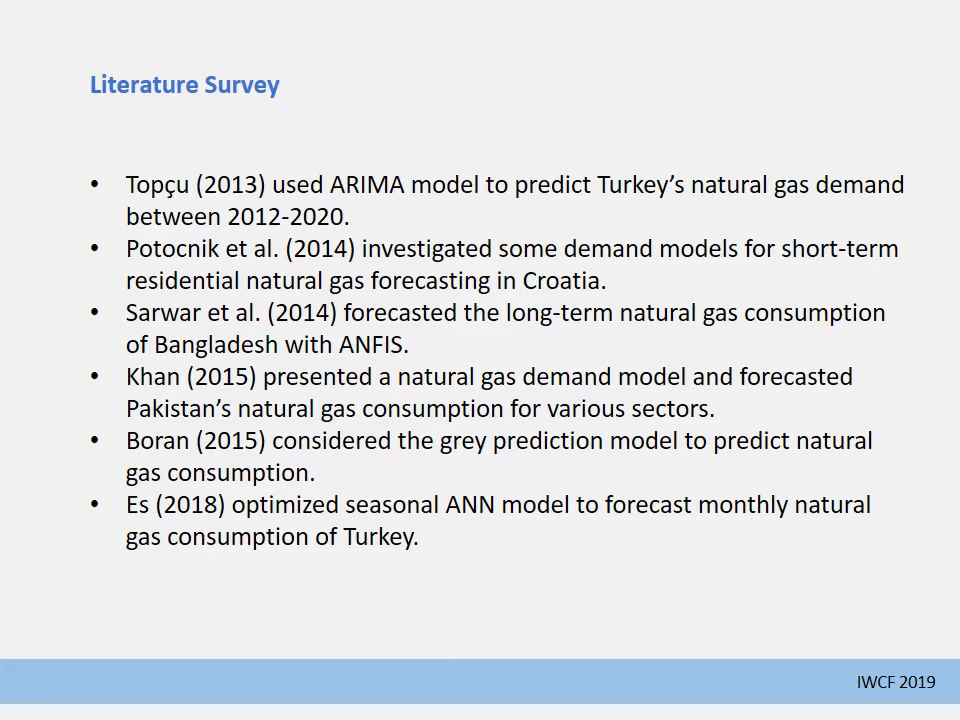 Literature Survey
• Topçu (2013) used ARIMA model to predict Turkey’s natural gas demand
between 2012-2020.
• Potocnik et al. (2014) investigated some demand models for short-term
residential natural gas forecasting in Croatia.
• Sarwar et al. (2014) forecasted the long-term natural gas consumption
of Bangladesh with ANFIS.
• Khan (2015) presented a natural gas demand model and forecasted
Pakistan’s natural gas consumption for various sectors.
• Boran (2015) considered the grey prediction model to predict natural
gas consumption.
• Es (2018) optimized seasonal ANN model to forecast monthly natural
gas consumption of Turkey.
IWCF 2019